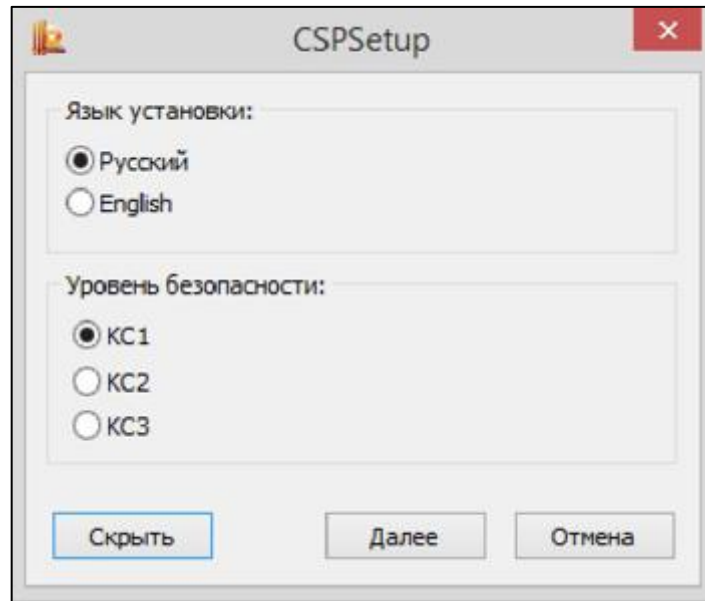 CSPSetup
Язык установки:
Русский
English
Уровень безопасности:
КС1
КС2
КС3
Скрыть
Далее
Отмена